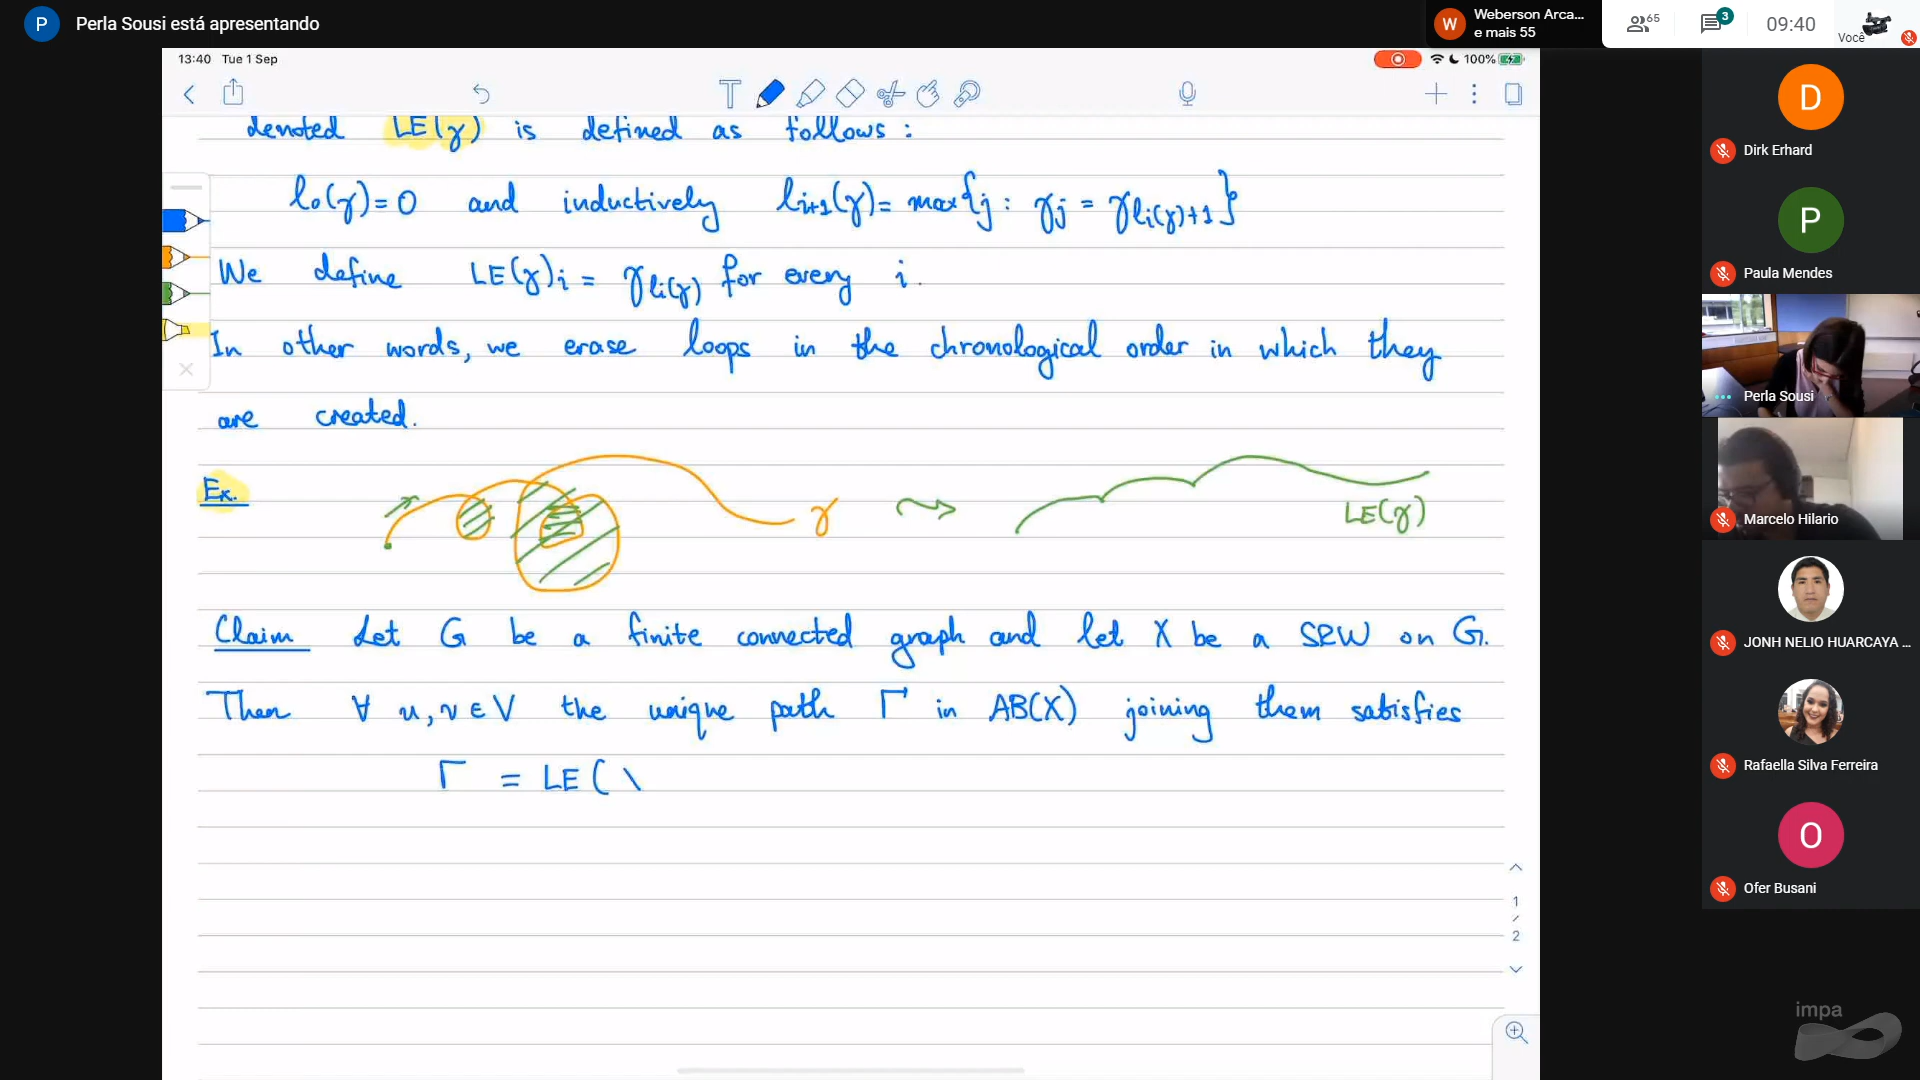 P Perla Sousi está apresentando
W Weberson Arca...
e mais 55
65
3
09:40
Você
13:40 Tue 1 Sep
100%
denoted LE(γ) is defined as follows :
l₀(γ)=0 and inductively lᵢ₊₁(γ)= max{j : γⱼ = γ_{lᵢ(γ)+1}}
We define LE(γ)ᵢ = γ_{lᵢ(γ)} for every i.
In other words, we erase loops in the chronological order in which they
are created.
Ex.
γ
LE(γ)
Claim Let G be a finite connected graph and let X be a SRW on G.
Then ∀ u, v ∈ V the unique path Γ in AB(X) joining them satisfies
Γ = LE(
1
2
D
Dirk Erhard
P
Paula Mendes
Perla Sousi
Marcelo Hilario
JONH NELIO HUARCAYA ...
Rafaella Silva Ferreira
O
Ofer Busani
impa